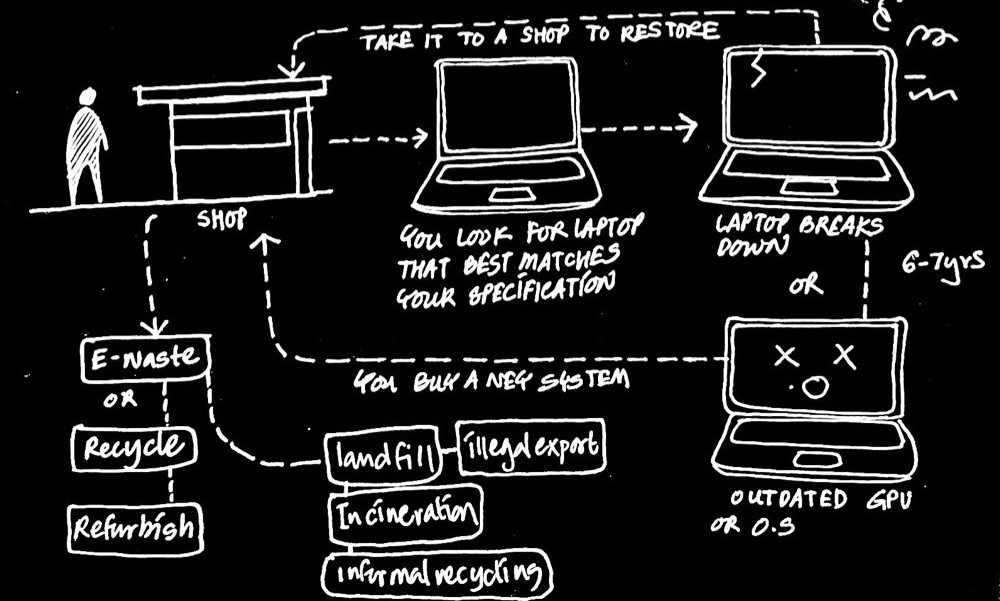 TAKE IT TO A SHOP TO RESTORE
SHOP
YOU LOOK FOR LAPTOP
THAT BEST MATCHES
YOUR SPECIFICATION
LAPTOP BREAKS
DOWN
6-7yrs
OR
YOU BUY A NEW SYSTEM
OUTDATED GPU
OR O.S
E-Waste
OR
Recycle
Refurbish
landfill
illegal export
Incineration
informal recycling